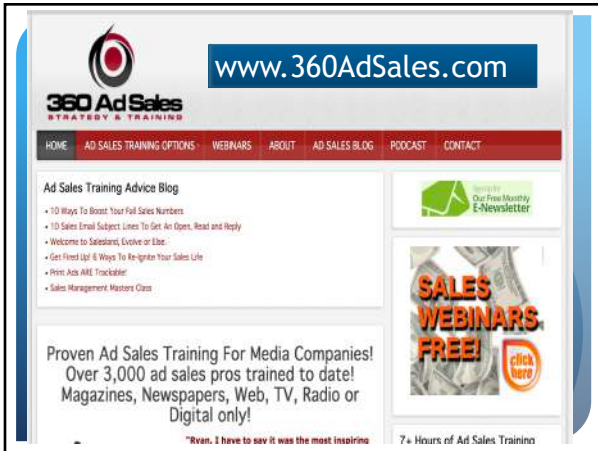 www.360AdSales.com
360 Ad Sales
STRATEGY & TRAINING
HOME AD SALES TRAINING OPTIONS WEBINARS ABOUT AD SALES BLOG PODCAST CONTACT
Ad Sales Training Advice Blog
• 10 Ways To Boost Your Fall Sales Numbers
• 10 Sales Email Subject Lines To Get An Open, Read and Reply
• Welcome to Salesland, Evolve or Else.
• Get Fired Up! 6 Ways To Re-Ignite Your Sales Life
• Print Ads ARE Trackable!
• Sales Management Masters Class
Our Free Monthly
E-Newsletter
SALES
WEBINARS
FREE!
click
here
Proven Ad Sales Training For Media Companies!
Over 3,000 ad sales pros trained to date!
Magazines, Newspapers, Web, TV, Radio or
Digital only!
"Ryan, I have to say it was the most inspiring
7+ Hours of Ad Sales Training